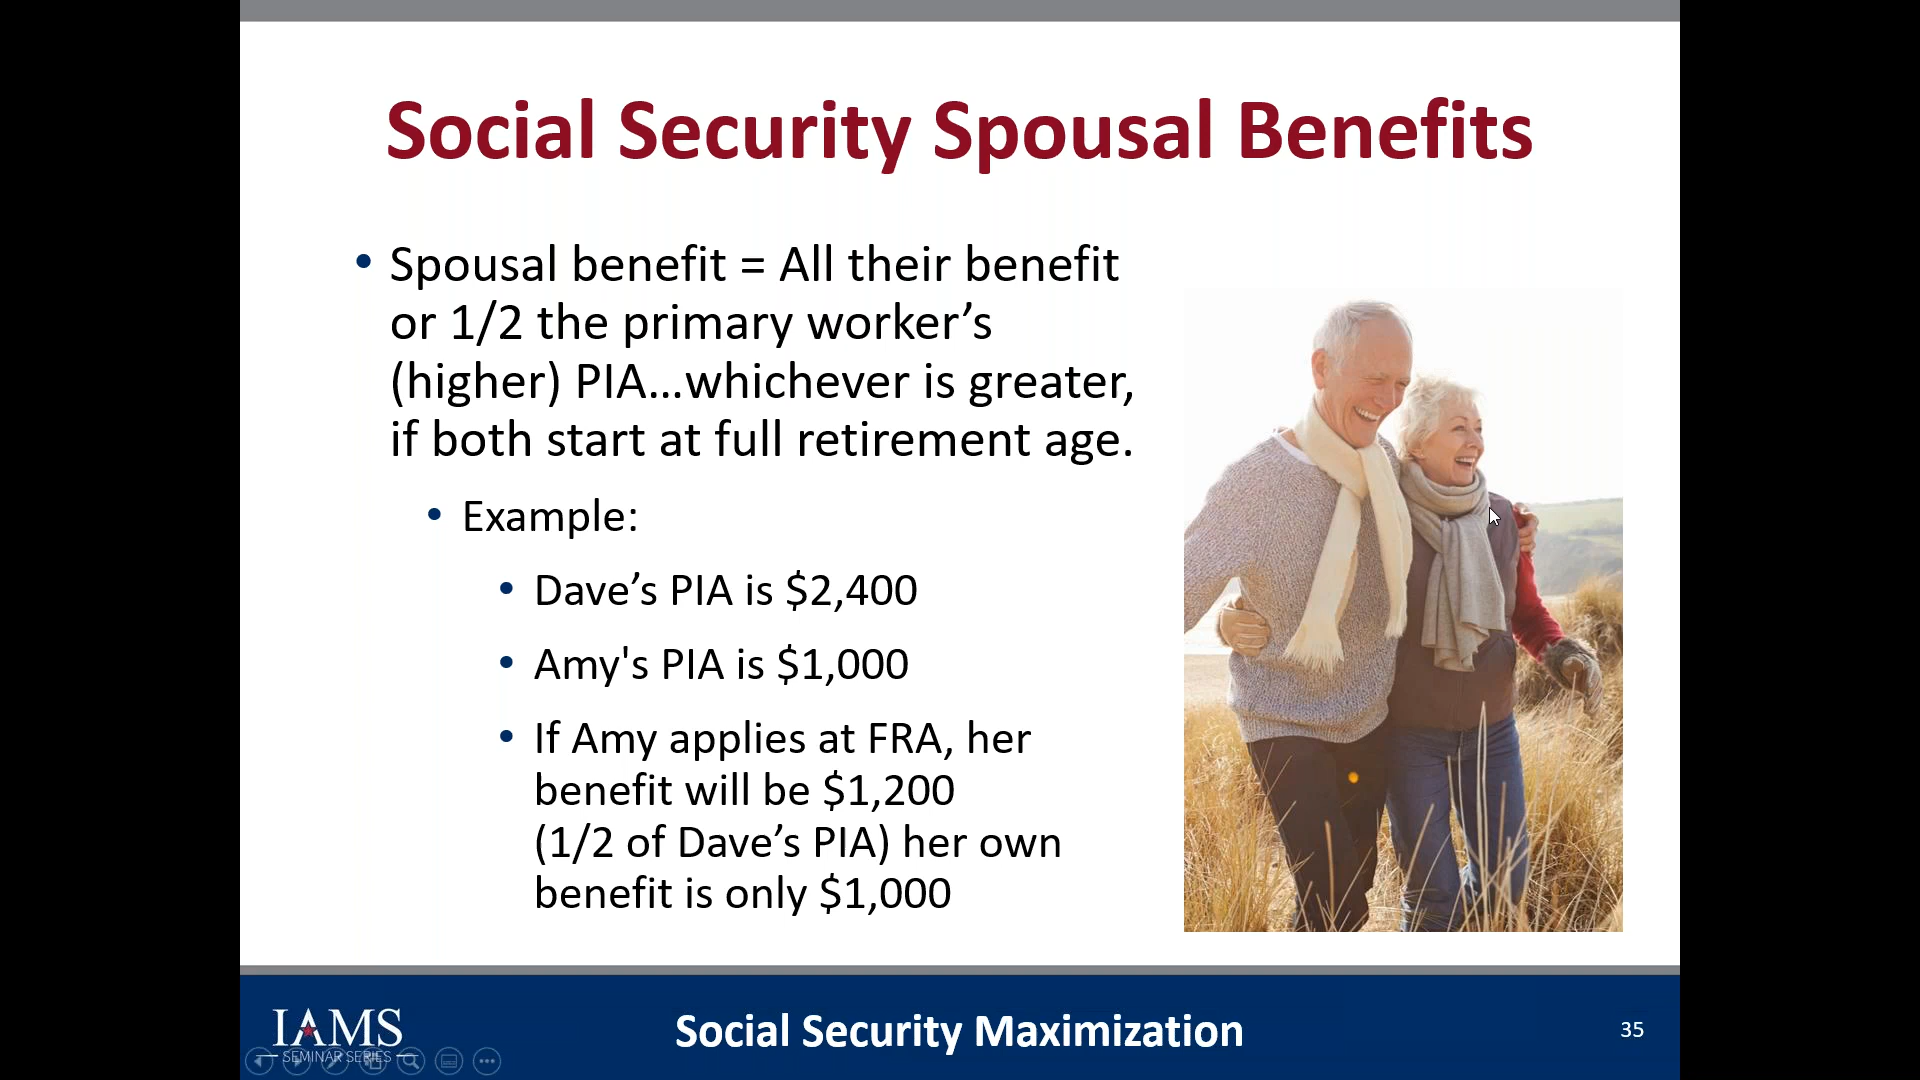 Social Security Spousal Benefits
• Spousal benefit = All their benefit
or 1/2 the primary worker’s
(higher) PIA…whichever is greater,
if both start at full retirement age.
• Example:
• Dave’s PIA is $2,400
• Amy's PIA is $1,000
• If Amy applies at FRA, her
benefit will be $1,200
(1/2 of Dave’s PIA) her own
benefit is only $1,000
IAMS
SEMINAR SERIES
Social Security Maximization
35